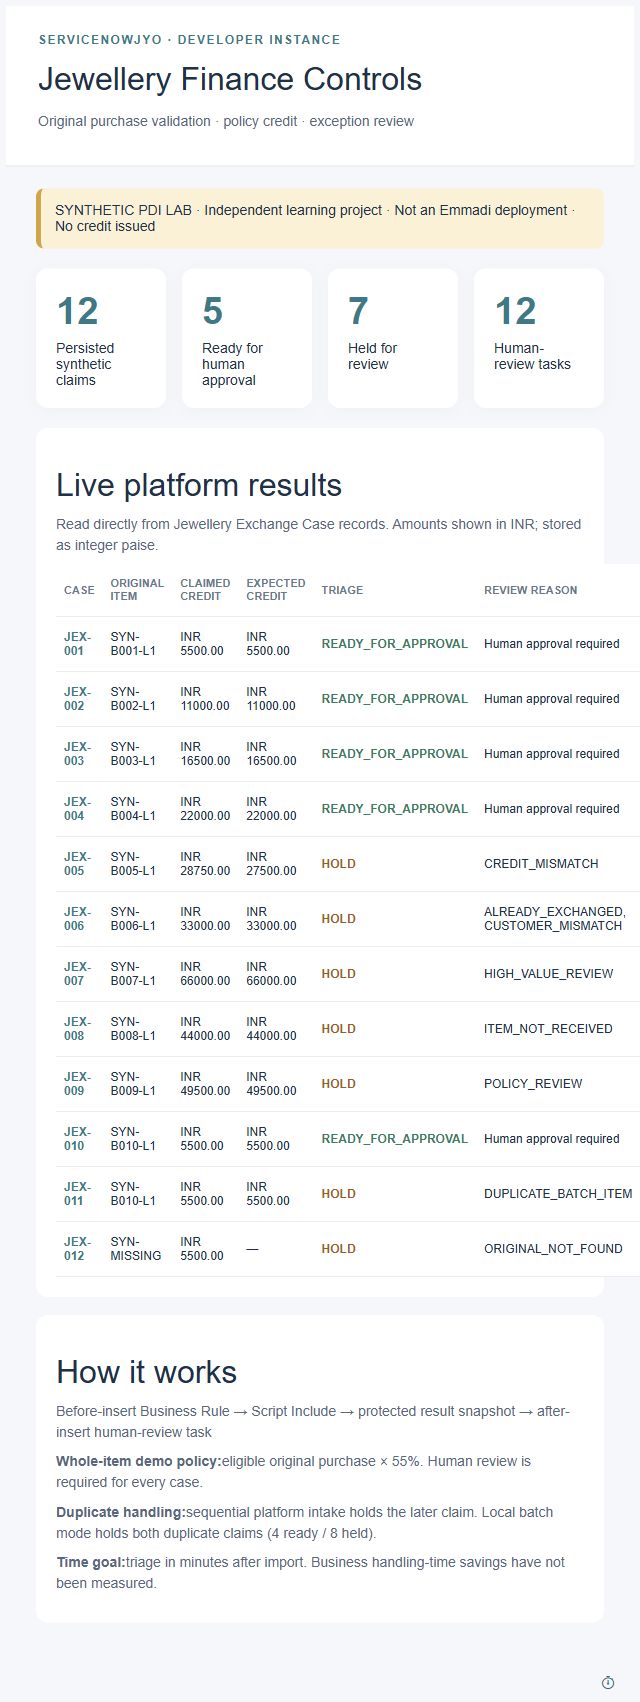 SERVICENOWJYO · DEVELOPER INSTANCE
Jewellery Finance Controls
Original purchase validation · policy credit · exception review
SYNTHETIC PDI LAB · Independent learning project · Not an Emmadi deployment ·
No credit issued
12
Persisted
synthetic
claims
5
Ready for
human
approval
7
Held for
review
12
Human-
review tasks
Live platform results
Read directly from Jewellery Exchange Case records. Amounts shown in INR; stored
as integer paise.
CASE ORIGINAL ITEM CLAIMED CREDIT EXPECTED CREDIT TRIAGE REVIEW REASON
JEX-001 SYN-B001-L1 INR 5500.00 INR 5500.00 READY_FOR_APPROVAL Human approval required
JEX-002 SYN-B002-L1 INR 11000.00 INR 11000.00 READY_FOR_APPROVAL Human approval required
JEX-003 SYN-B003-L1 INR 16500.00 INR 16500.00 READY_FOR_APPROVAL Human approval required
JEX-004 SYN-B004-L1 INR 22000.00 INR 22000.00 READY_FOR_APPROVAL Human approval required
JEX-005 SYN-B005-L1 INR 28750.00 INR 27500.00 HOLD CREDIT_MISMATCH
JEX-006 SYN-B006-L1 INR 33000.00 INR 33000.00 HOLD ALREADY_EXCHANGED, CUSTOMER_MISMATCH
JEX-007 SYN-B007-L1 INR 66000.00 INR 66000.00 HOLD HIGH_VALUE_REVIEW
JEX-008 SYN-B008-L1 INR 44000.00 INR 44000.00 HOLD ITEM_NOT_RECEIVED
JEX-009 SYN-B009-L1 INR 49500.00 INR 49500.00 HOLD POLICY_REVIEW
JEX-010 SYN-B010-L1 INR 5500.00 INR 5500.00 READY_FOR_APPROVAL Human approval required
JEX-011 SYN-B010-L1 INR 5500.00 INR 5500.00 HOLD DUPLICATE_BATCH_ITEM
JEX-012 SYN-MISSING INR 5500.00 — HOLD ORIGINAL_NOT_FOUND
How it works
Before-insert Business Rule → Script Include → protected result snapshot → after-
insert human-review task
Whole-item demo policy:eligible original purchase × 55%. Human review is
required for every case.
Duplicate handling:sequential platform intake holds the later claim. Local batch
mode holds both duplicate claims (4 ready / 8 held).
Time goal:triage in minutes after import. Business handling-time savings have not
been measured.